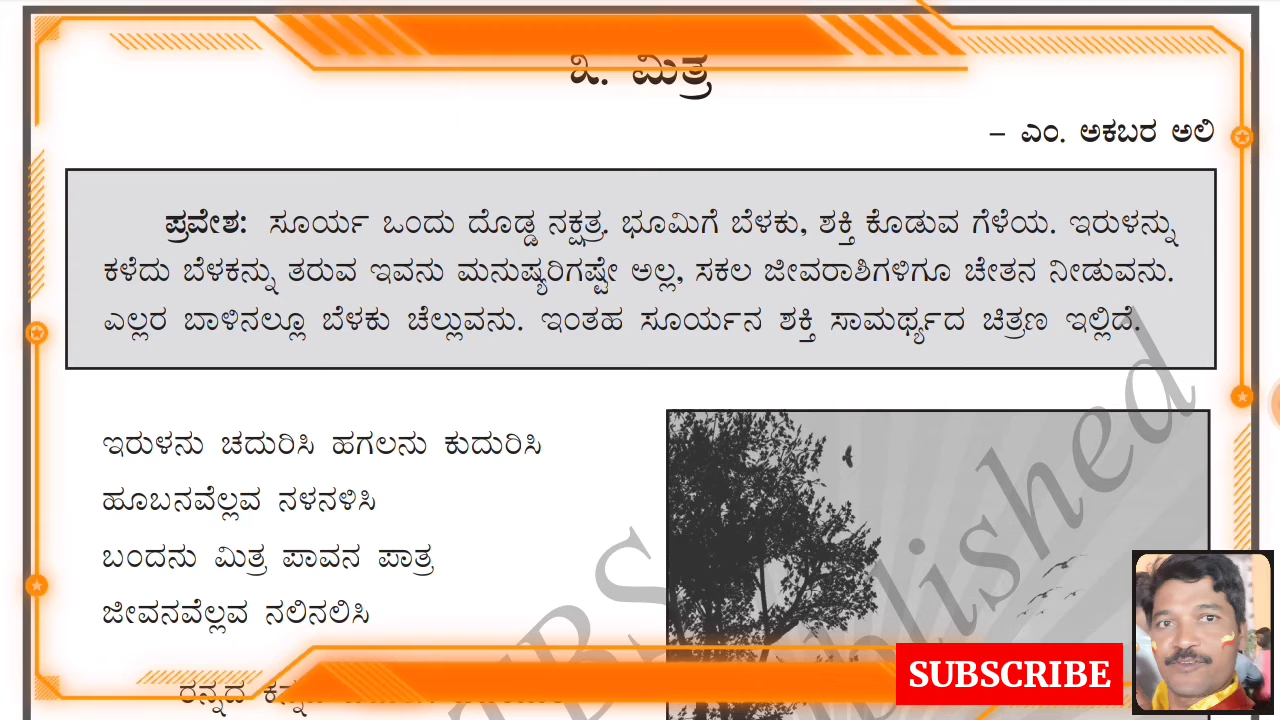 ೩. ಮಿತ್ರ
– ಎಂ. ಅಕಬರ ಅಲಿ
ಪ್ರವೇಶ: ಸೂರ್ಯ ಒಂದು ದೊಡ್ಡ ನಕ್ಷತ್ರ. ಭೂಮಿಗೆ ಬೆಳಕು, ಶಕ್ತಿ ಕೊಡುವ ಗೆಳೆಯ. ಇರುಳನ್ನು
ಕಳೆದು ಬೆಳಕನ್ನು ತರುವ ಇವನು ಮನುಷ್ಯರಿಗಷ್ಟೇ ಅಲ್ಲ, ಸಕಲ ಜೀವರಾಶಿಗಳಿಗೂ ಚೇತನ ನೀಡುವನು.
ಎಲ್ಲರ ಬಾಳಿನಲ್ಲೂ ಬೆಳಕು ಚೆಲ್ಲುವನು. ಇಂತಹ ಸೂರ್ಯನ ಶಕ್ತಿ ಸಾಮರ್ಥ್ಯದ ಚಿತ್ರಣ ಇಲ್ಲಿದೆ.
ಇರುಳನು ಚದುರಿಸಿ ಹಗಲನು ಕುದುರಿಸಿ
ಹೂಬನವೆಲ್ಲವ ನಳನಳಿಸಿ
ಬಂದನು ಮಿತ್ರ ಪಾವನ ಪಾತ್ರ
ಜೀವನವೆಲ್ಲವ ನಲಿನಲಿಸಿ
ರನ್ನದ
SUBSCRIBE